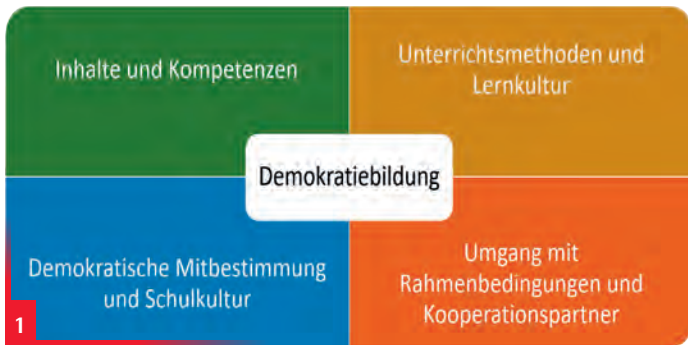 Inhalte und Kompetenzen
Unterrichtsmethoden und
Lernkultur
Demokratiebildung
Demokratische Mitbestimmung
und Schulkultur
Umgang mit
Rahmenbedingungen und
Kooperationspartner
1